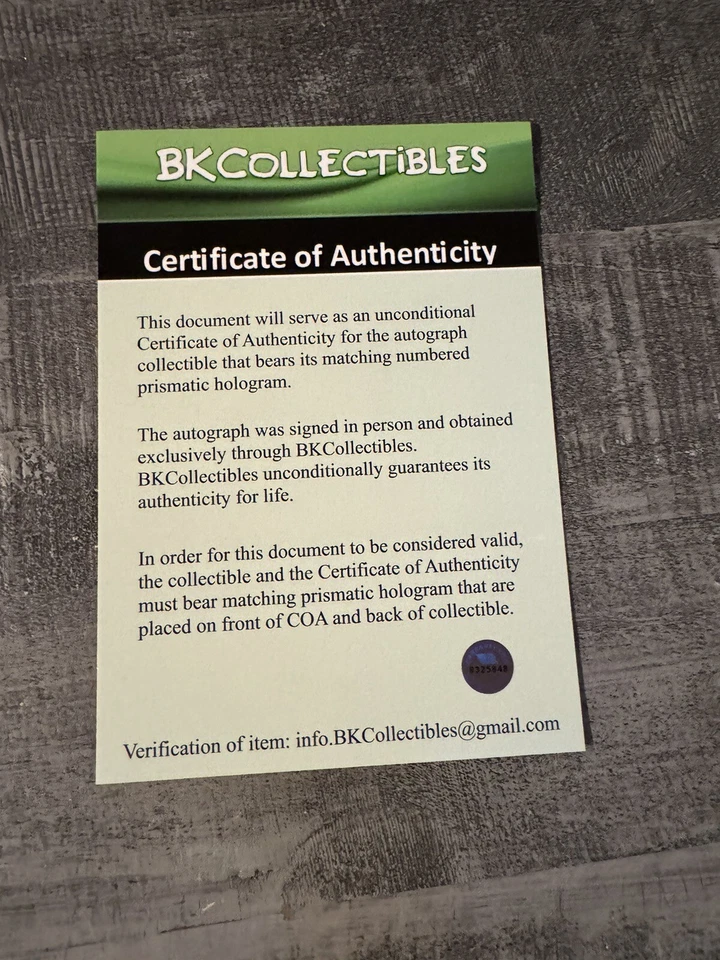 BKCOLLECTiBLES
Certificate of Authenticity
This document will serve as an unconditional
Certificate of Authenticity for the autograph
collectible that bears its matching numbered
prismatic hologram.
The autograph was signed in person and obtained
exclusively through BKCollectibles.
BKCollectibles unconditionally guarantees its
authenticity for life.
In order for this document to be considered valid,
the collectible and the Certificate of Authenticity
must bear matching prismatic hologram that are
placed on front of COA and back of collectible.
Verification of item: info.BKCollectibles@gmail.com